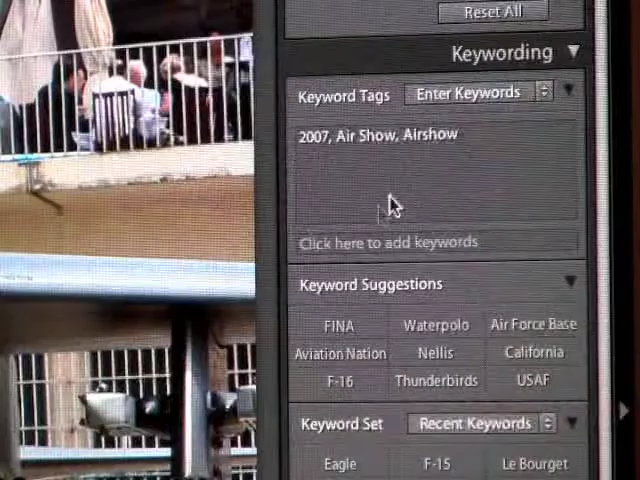 Reset All
Keywording
Keyword Tags Enter Keywords
2007, Air Show, Airshow
Click here to add keywords
Keyword Suggestions
FINA Waterpolo Air Force Base
Aviation Nation Nellis California
F-16 Thunderbirds USAF
Keyword Set Recent Keywords
Eagle F-15 Le Bourget